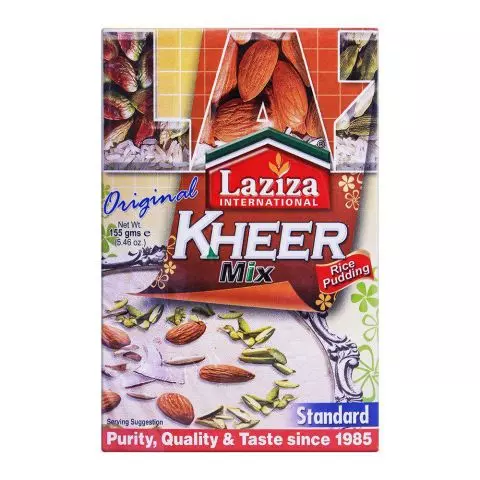 LAZ
Laziza
INTERNATIONAL
Original
Net Wt.
155 gms e
(5.46 oz.)
KHEER
Mix
Rice
Pudding
Serving Suggestion
Standard
Purity, Quality & Taste since 1985